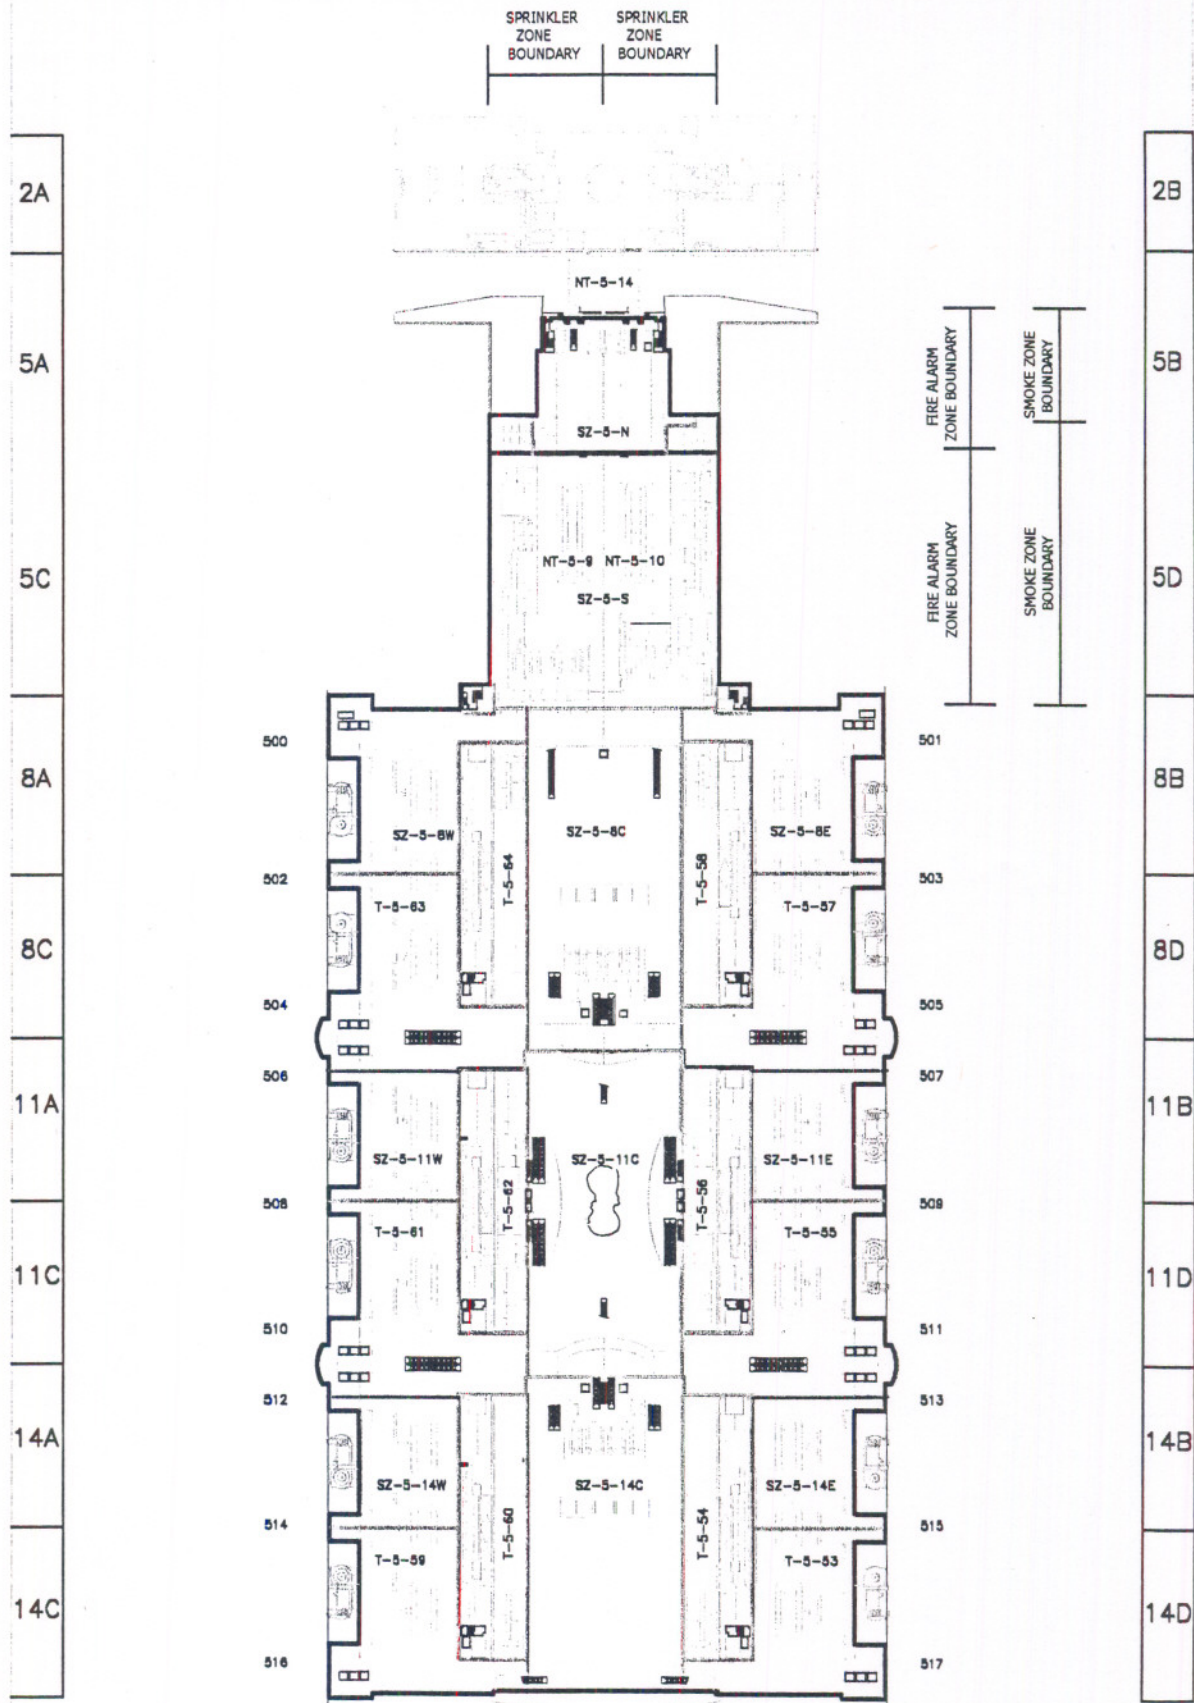 SPRINKLER
ZONE
BOUNDARY
SPRINKLER
ZONE
BOUNDARY
2A
2B
NT-5-14
5A
FIRE ALARM
ZONE BOUNDARY
SMOKE ZONE
BOUNDARY
5B
SZ-5-N
NT-5-9
NT-5-10
SZ-5-S
5C
FIRE ALARM
ZONE BOUNDARY
SMOKE ZONE
BOUNDARY
5D
500
501
8A
SZ-5-8W
T-5-64
SZ-5-8C
T-5-58
SZ-5-8E
8B
502
503
T-5-63
T-5-57
8C
8D
504
505
506
507
11A
SZ-5-11W
T-5-62
SZ-5-11C
T-5-56
SZ-5-11E
11B
508
509
T-5-61
T-5-55
11C
11D
510
511
512
513
14A
SZ-5-14W
T-5-60
SZ-5-14C
T-5-54
SZ-5-14E
14B
514
515
T-5-59
T-5-53
14C
14D
516
517